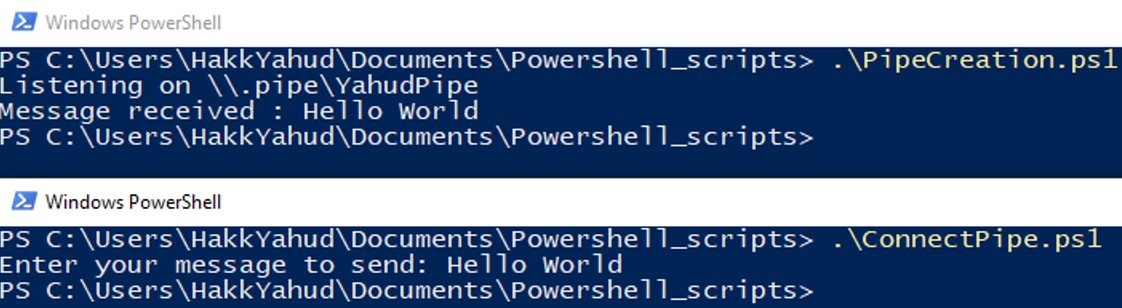 Windows PowerShell
PS C:\Users\HakkYahud\Documents\Powershell_scripts> .\PipeCreation.ps1
Listening on \\.pipe\YahudPipe
Message received : Hello World
PS C:\Users\HakkYahud\Documents\Powershell_scripts>
Windows PowerShell
PS C:\Users\HakkYahud\Documents\Powershell_scripts> .\ConnectPipe.ps1
Enter your message to send: Hello World
PS C:\Users\HakkYahud\Documents\Powershell_scripts>